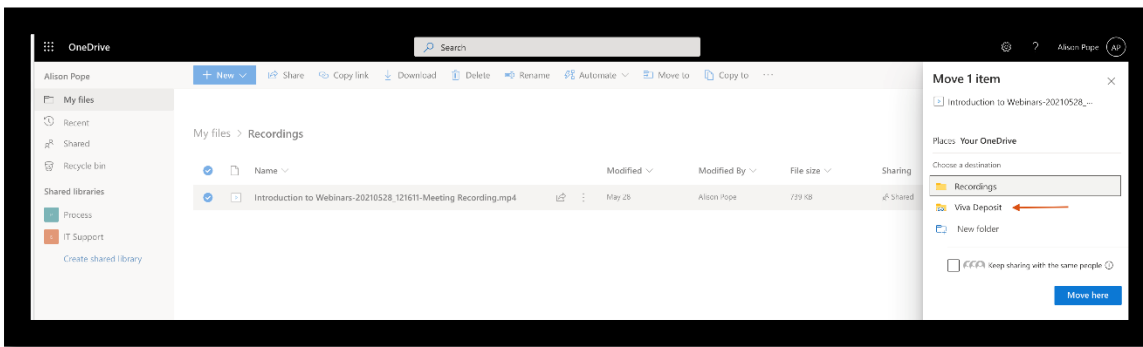 OneDrive
Search
? Alison Pope AP
Alison Pope
+ New Share Copy link Download Delete Rename Automate Move to Copy to ...
My files
Recent
Shared
Recycle bin
Shared libraries
Process
IT Support
Create shared library
My files > Recordings
Name Modified Modified By File size Sharing
Introduction to Webinars-20210528_121611-Meeting Recording.mp4 May 28 Alison Pope 739 KB Shared
Move 1 item
Introduction to Webinars-20210528_...
Places Your OneDrive
Choose a destination
Recordings
Viva Deposit
New folder
Keep sharing with the same people
Move here